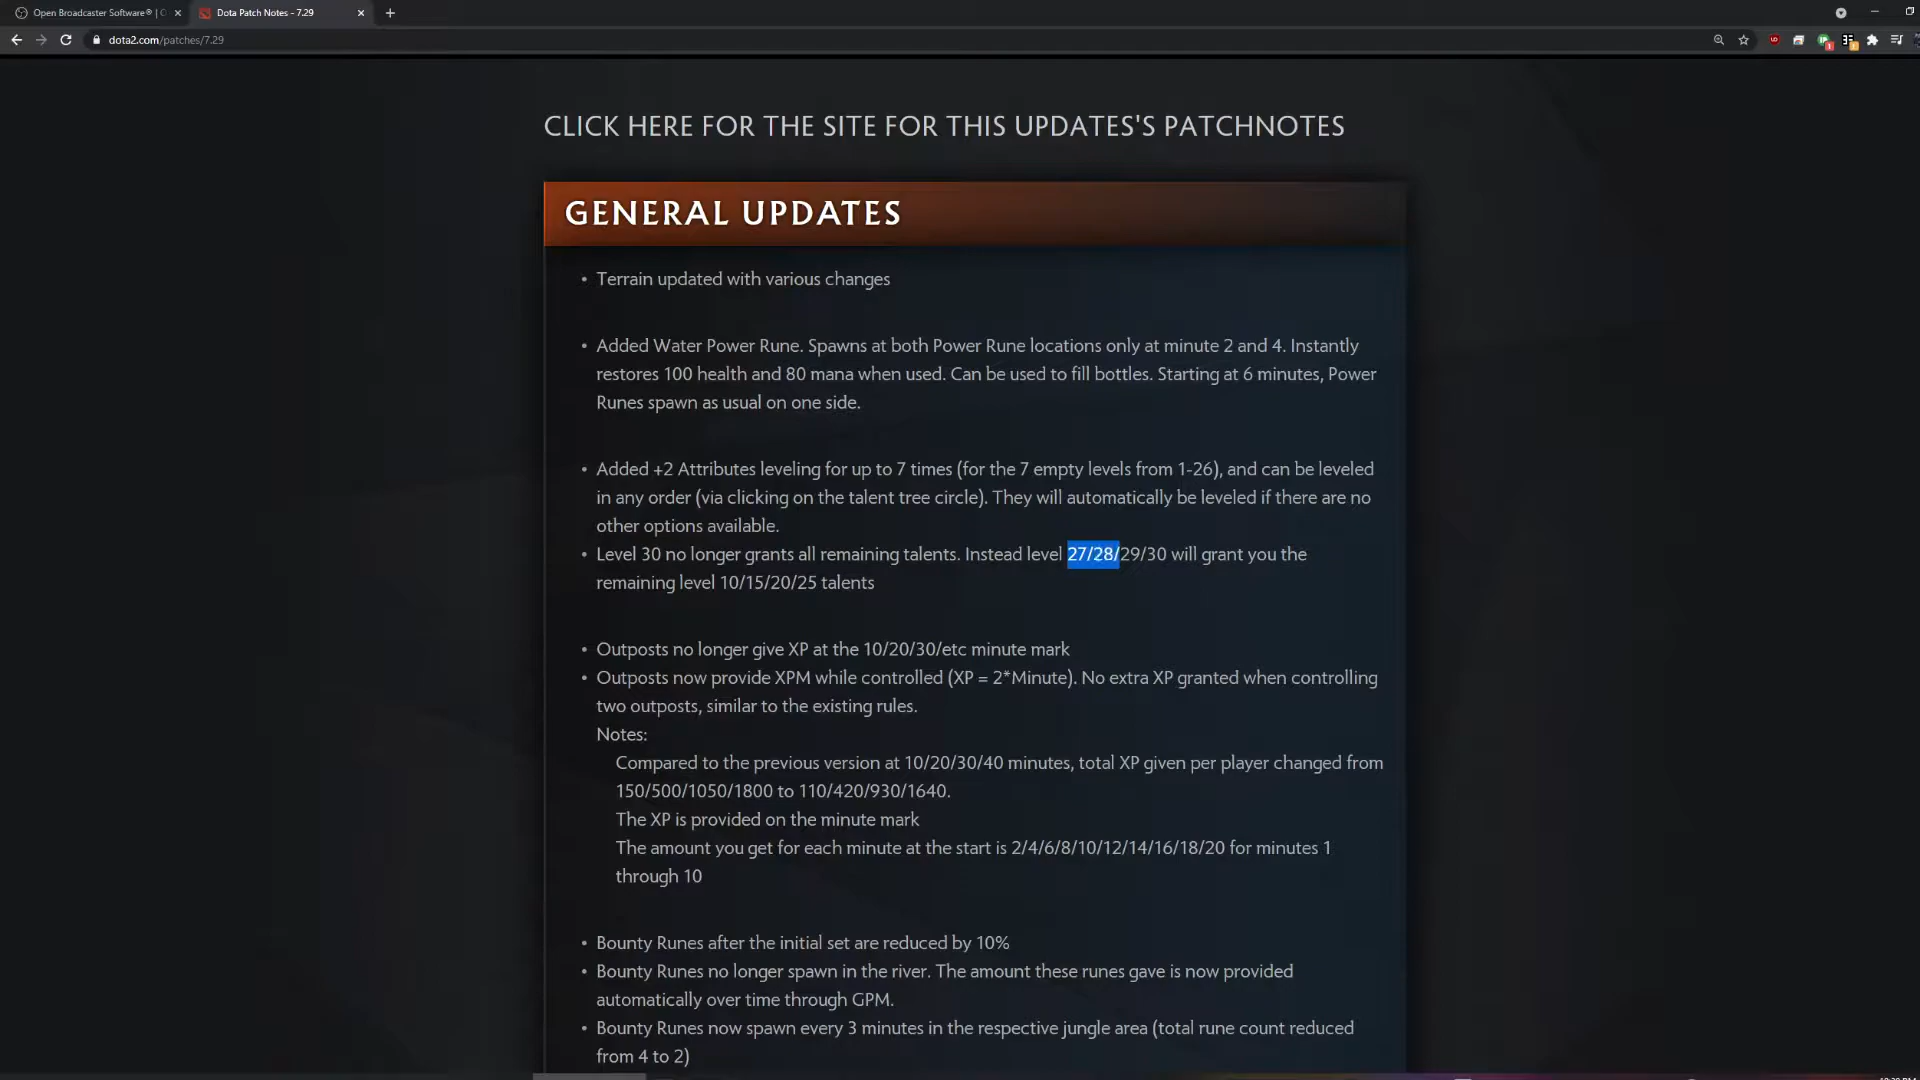 Open Broadcaster Software® |
Dota Patch Notes - 7.29
dota2.com/patches/7.29
CLICK HERE FOR THE SITE FOR THIS UPDATES'S PATCHNOTES
GENERAL UPDATES
• Terrain updated with various changes
• Added Water Power Rune. Spawns at both Power Rune locations only at minute 2 and 4. Instantly
restores 100 health and 80 mana when used. Can be used to fill bottles. Starting at 6 minutes, Power
Runes spawn as usual on one side.
• Added +2 Attributes leveling for up to 7 times (for the 7 empty levels from 1-26), and can be leveled
in any order (via clicking on the talent tree circle). They will automatically be leveled if there are no
other options available.
• Level 30 no longer grants all remaining talents. Instead level 27/28/29/30 will grant you the
remaining level 10/15/20/25 talents
• Outposts no longer give XP at the 10/20/30/etc minute mark
• Outposts now provide XPM while controlled (XP = 2*Minute). No extra XP granted when controlling
two outposts, similar to the existing rules.
Notes:
Compared to the previous version at 10/20/30/40 minutes, total XP given per player changed from
150/500/1050/1800 to 110/420/930/1640.
The XP is provided on the minute mark
The amount you get for each minute at the start is 2/4/6/8/10/12/14/16/18/20 for minutes 1
through 10
• Bounty Runes after the initial set are reduced by 10%
• Bounty Runes no longer spawn in the river. The amount these runes gave is now provided
automatically over time through GPM.
• Bounty Runes now spawn every 3 minutes in the respective jungle area (total rune count reduced
from 4 to 2)